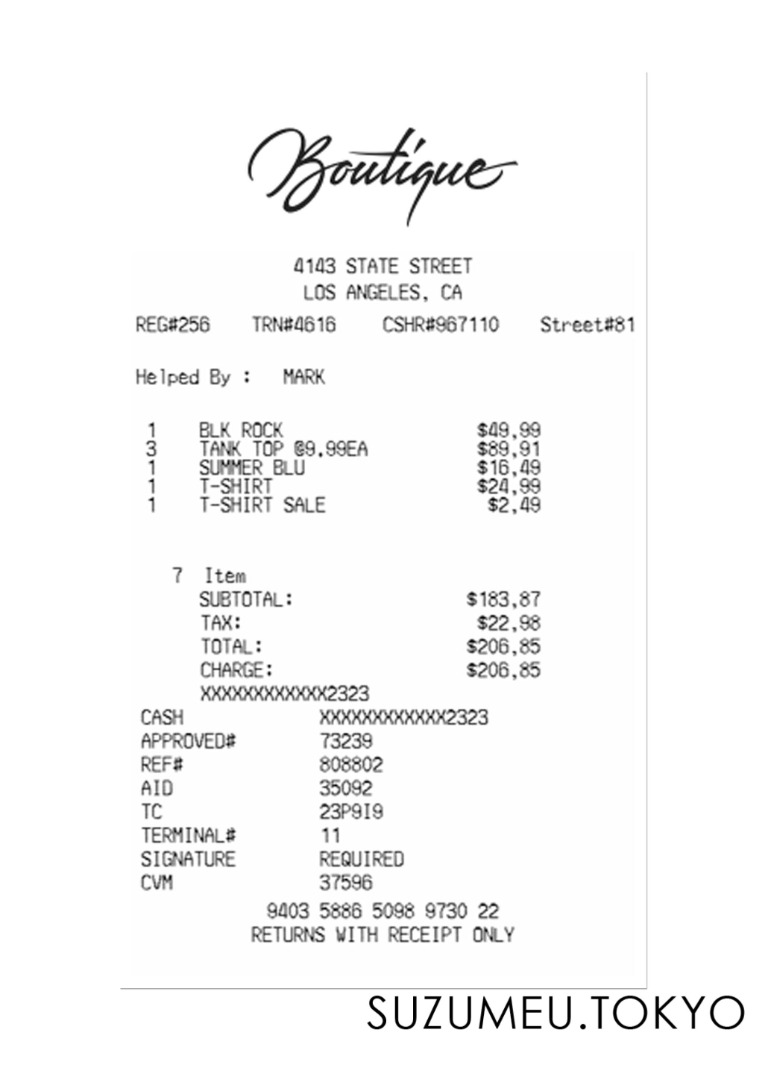 Boutique
4143 STATE STREET
LOS ANGELES, CA
REG#256 TRN#4616 CSHR#967110 Street#81
Helped By : MARK
1 BLK ROCK $49,99
3 TANK TOP @9,99EA $89,91
1 SUMMER BLU $16,49
1 T-SHIRT $24,99
1 T-SHIRT SALE $2,49
7 Item
SUBTOTAL: $183,87
TAX: $22,98
TOTAL: $206,85
CHARGE: $206,85
XXXXXXXXXXXX2323
CASH XXXXXXXXXXXX2323
APPROVED# 73239
REF# 808802
AID 35092
TC 23P9I9
TERMINAL# 11
SIGNATURE REQUIRED
CVM 37596
9403 5886 5098 9730 22
RETURNS WITH RECEIPT ONLY
SUZUMEU.TOKYO